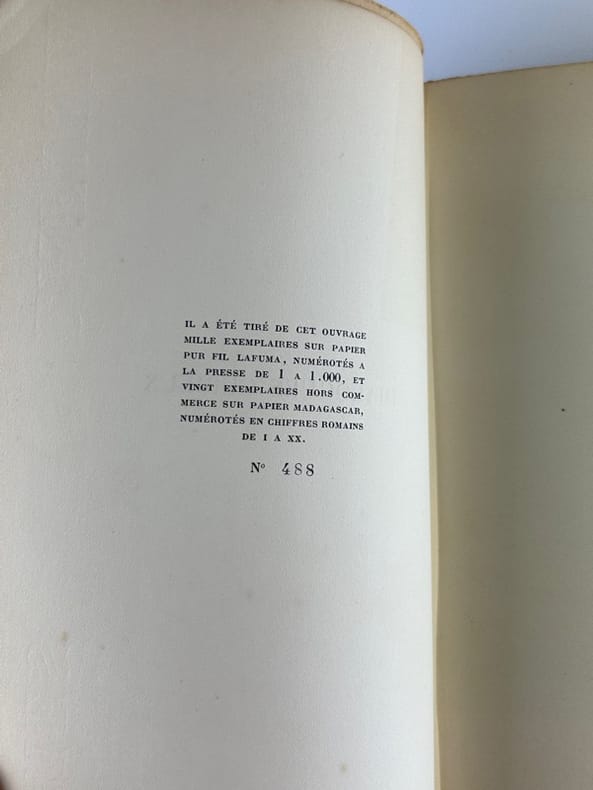 IL A ÉTÉ TIRÉ DE CET OUVRAGE
MILLE EXEMPLAIRES SUR PAPIER
PUR FIL LAFUMA, NUMÉROTÉS A
LA PRESSE DE 1 A 1.000, ET
VINGT EXEMPLAIRES HORS COM-
MERCE SUR PAPIER MADAGASCAR,
NUMÉROTÉS EN CHIFFRES ROMAINS
DE I A XX.
Nº 488